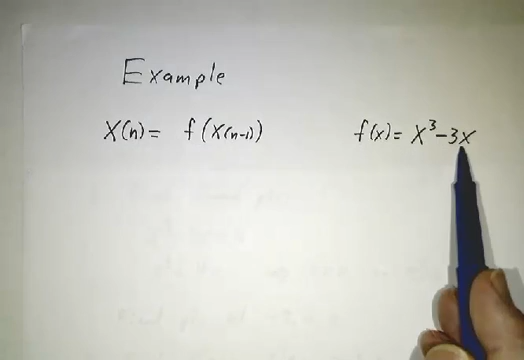 Example
X(n) = f(X(n-1)) f(x) = X³-3x